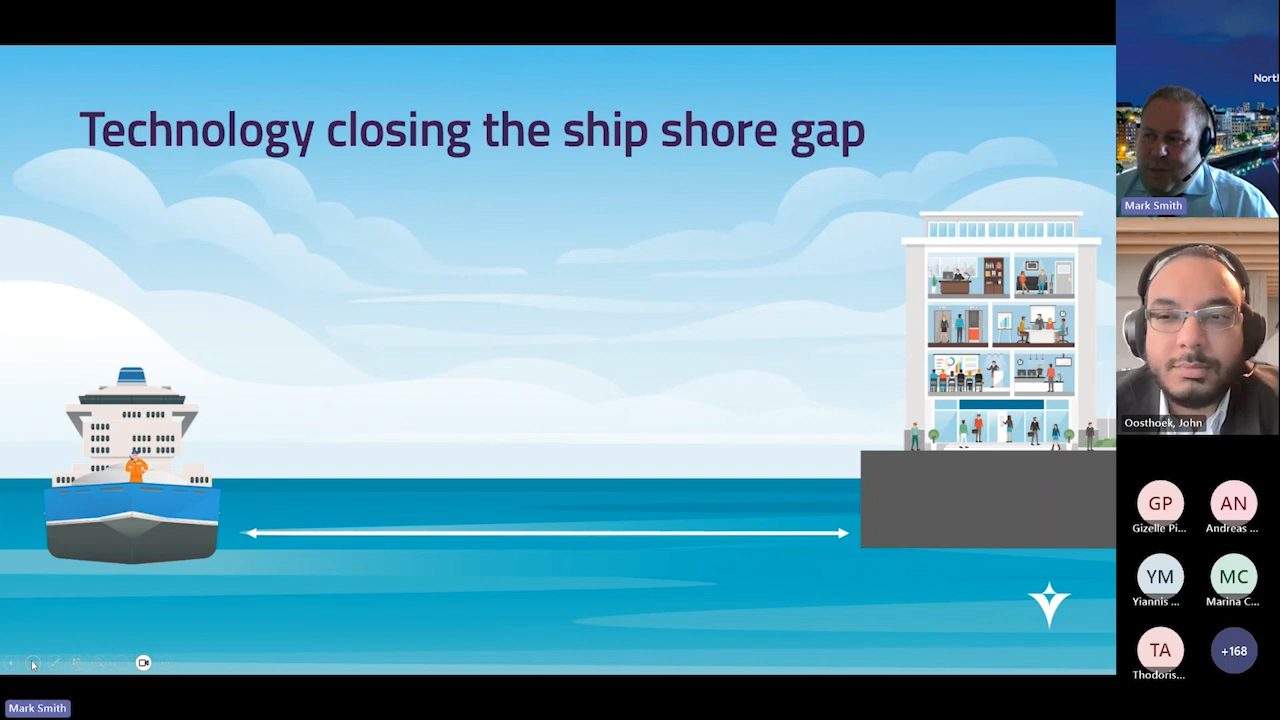 Technology closing the ship shore gap
North
Mark Smith
Oosthoek, John
GP
Gizelle Pi...
AN
Andreas ...
YM
Yiannis ...
MC
Marina C...
TA
Thodoris...
+168
Mark Smith